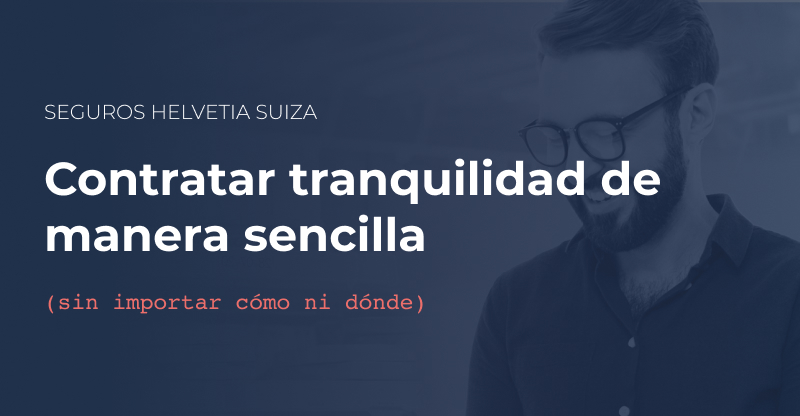 SEGUROS HELVETIA SUIZA
Contratar tranquilidad de
manera sencilla
(sin importar cómo ni dónde)